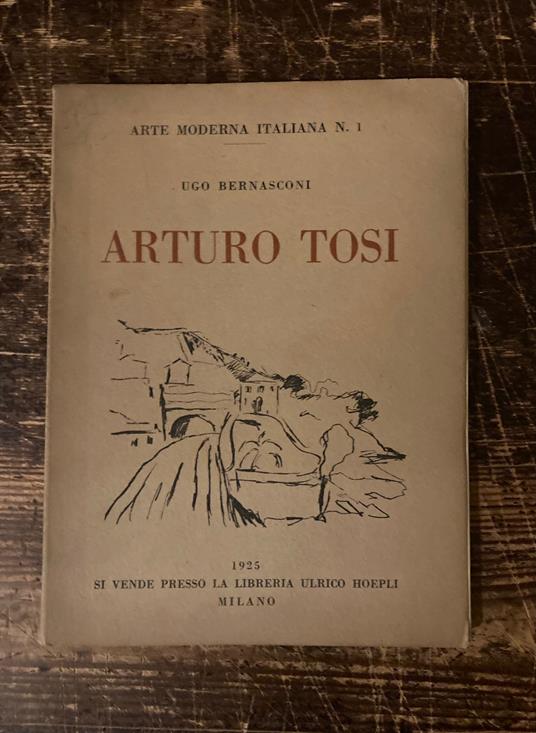 ARTE MODERNA ITALIANA N. 1
UGO BERNASCONI
ARTURO TOSI
1925
SI VENDE PRESSO LA LIBRERIA ULRICO HOEPLI
MILANO